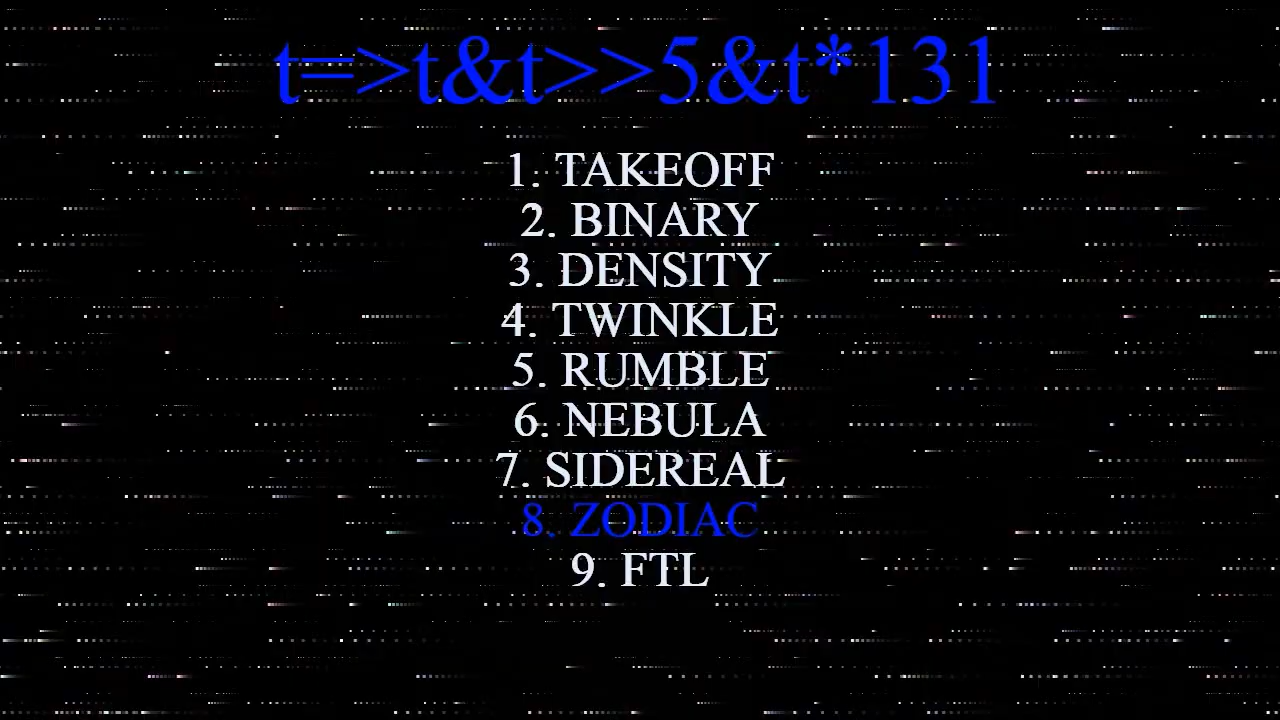 t=>t&t>>5&t*131
1. TAKEOFF
2. BINARY
3. DENSITY
4. TWINKLE
5. RUMBLE
6. NEBULA
7. SIDEREAL
8. ZODIAC
9. FTL